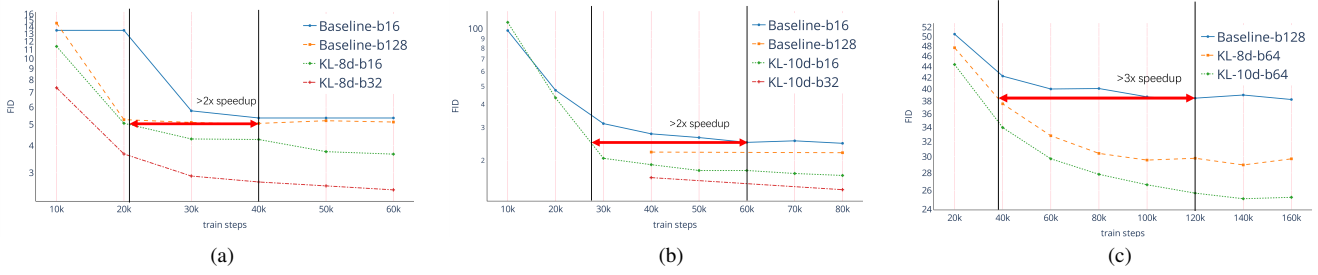 16
15
14
13
12
11
10
9
8
7
6
5
4
3
FID
10k 20k 30k 40k 50k 60k
train steps
>2x speedup
Baseline-b16
Baseline-b128
KL-8d-b16
KL-8d-b32
(a)
100
9
8
7
6
5
4
3
2
FID
10k 20k 30k 40k 50k 60k 70k 80k
train steps
>2x speedup
Baseline-b16
Baseline-b128
KL-10d-b16
KL-10d-b32
(b)
52
50
48
46
44
42
40
38
36
34
32
30
28
26
24
FID
20k 40k 60k 80k 100k 120k 140k 160k
train steps
>3x speedup
Baseline-b128
KL-8d-b64
KL-10d-b64
(c)